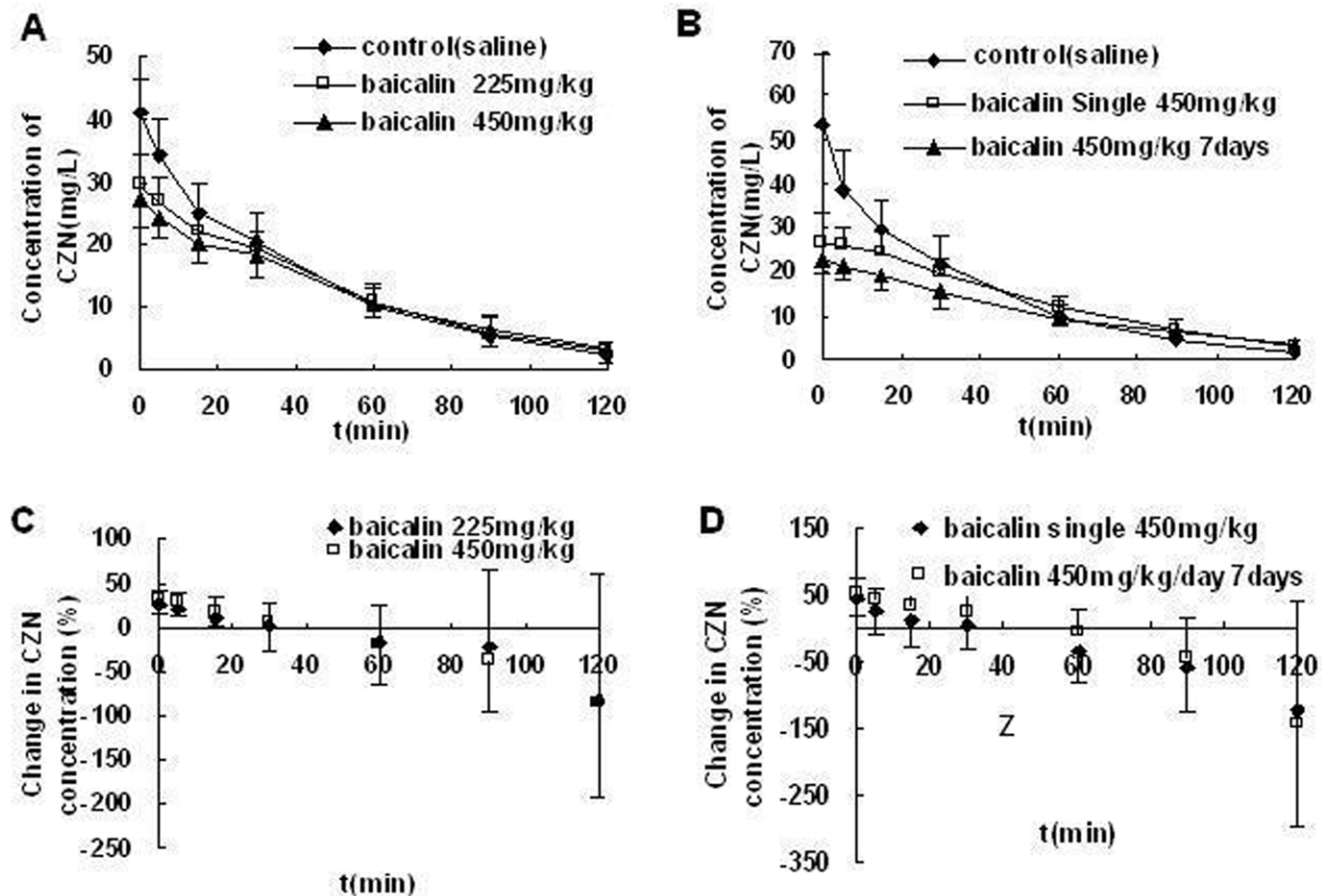 A
control(saline)
baicalin 225mg/kg
baicalin 450mg/kg
Concentration of
CZN(mg/L)
50
40
30
20
10
0
0 20 40 60 80 100 120
t(min)
B
control(saline)
baicalin Single 450mg/kg
baicalin 450mg/kg 7days
Concentration of
CZN(mg/L)
70
60
50
40
30
20
10
0
0 20 40 60 80 100 120
t(min)
C
baicalin 225mg/kg
baicalin 450mg/kg
Change in CZN
concentration (%)
100
50
0
-50
-100
-150
-200
-250
0 20 40 60 80 100 120
t(min)
D
baicalin single 450mg/kg
baicalin 450mg/kg/day 7days
Change in CZN
concentration (%)
150
50
-50
-150
-250
-350
0 20 40 60 80 100 120
Z
t(min)